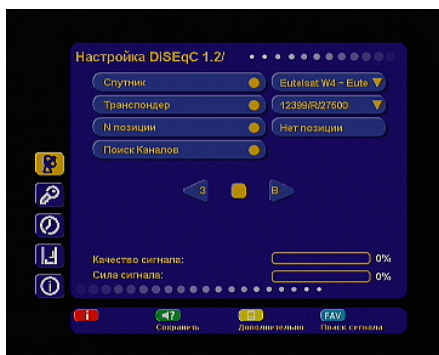 Настройка DiSEqC 1.2/
Спутник Eutelsat W4 - Eute
Транспондер 12399/R/27500
N позиции Нет позиции
Поиск Каналов
З В
Качество сигнала: 0%
Сила сигнала: 0%
i ? FAV
Сохранить Дополнительно Поиск сигнала